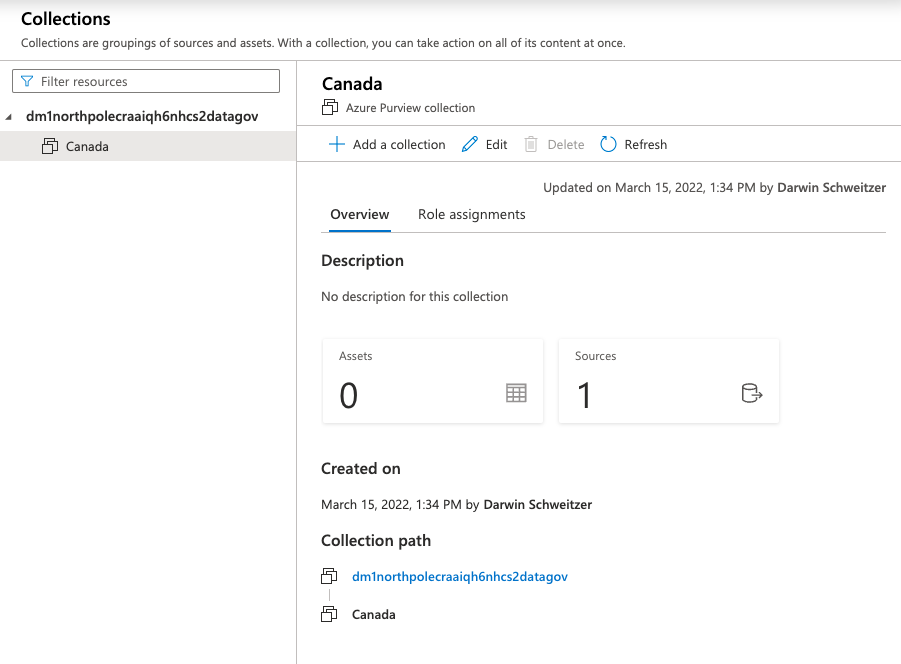 Collections
Collections are groupings of sources and assets. With a collection, you can take action on all of its content at once.
Filter resources
dm1northpolecraaiqh6nhcs2datagov
Canada
Canada
Azure Purview collection
Add a collection
Edit
Delete
Refresh
Updated on March 15, 2022, 1:34 PM by Darwin Schweitzer
Overview
Role assignments
Description
No description for this collection
Assets
0
Sources
1
Created on
March 15, 2022, 1:34 PM by Darwin Schweitzer
Collection path
dm1northpolecraaiqh6nhcs2datagov
Canada